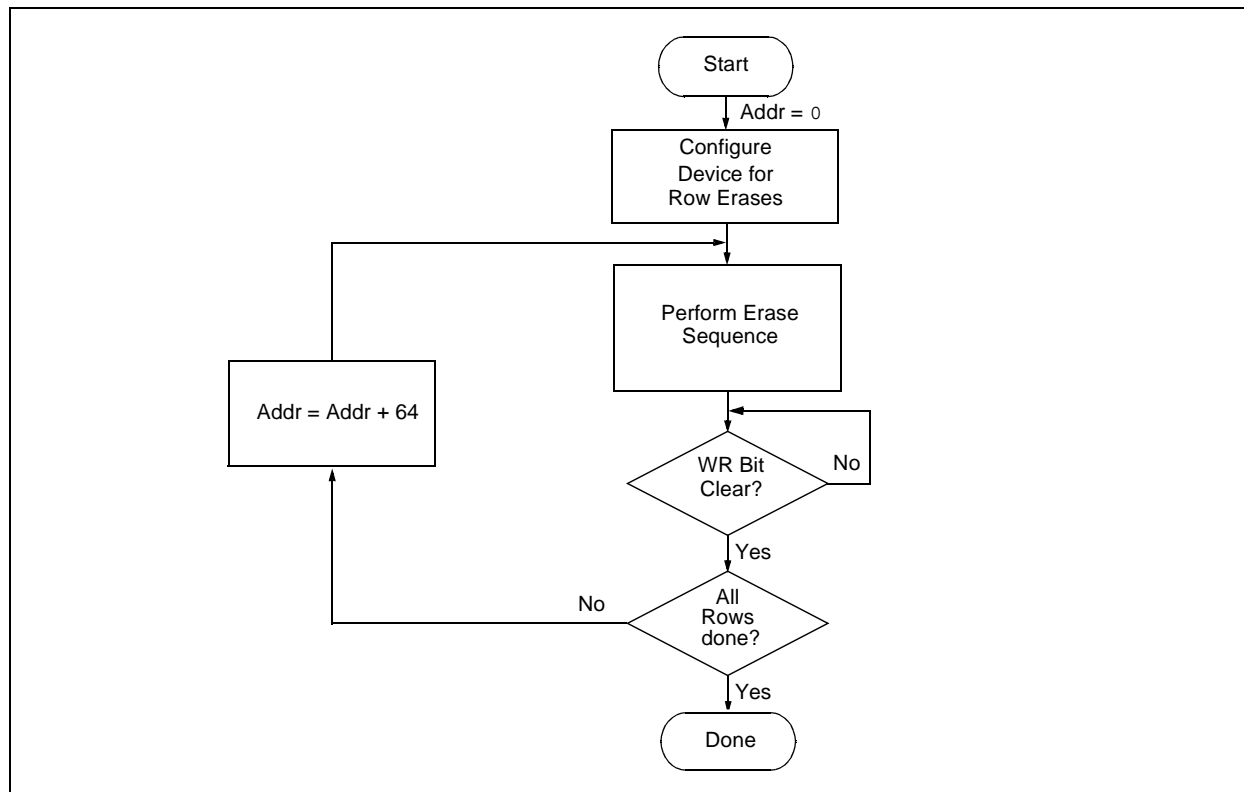 Start
Addr = 0
Configure
Device for
Row Erases
Perform Erase
Sequence
Addr = Addr + 64
WR Bit
Clear?
No
Yes
All
Rows
done?
No
Yes
Done